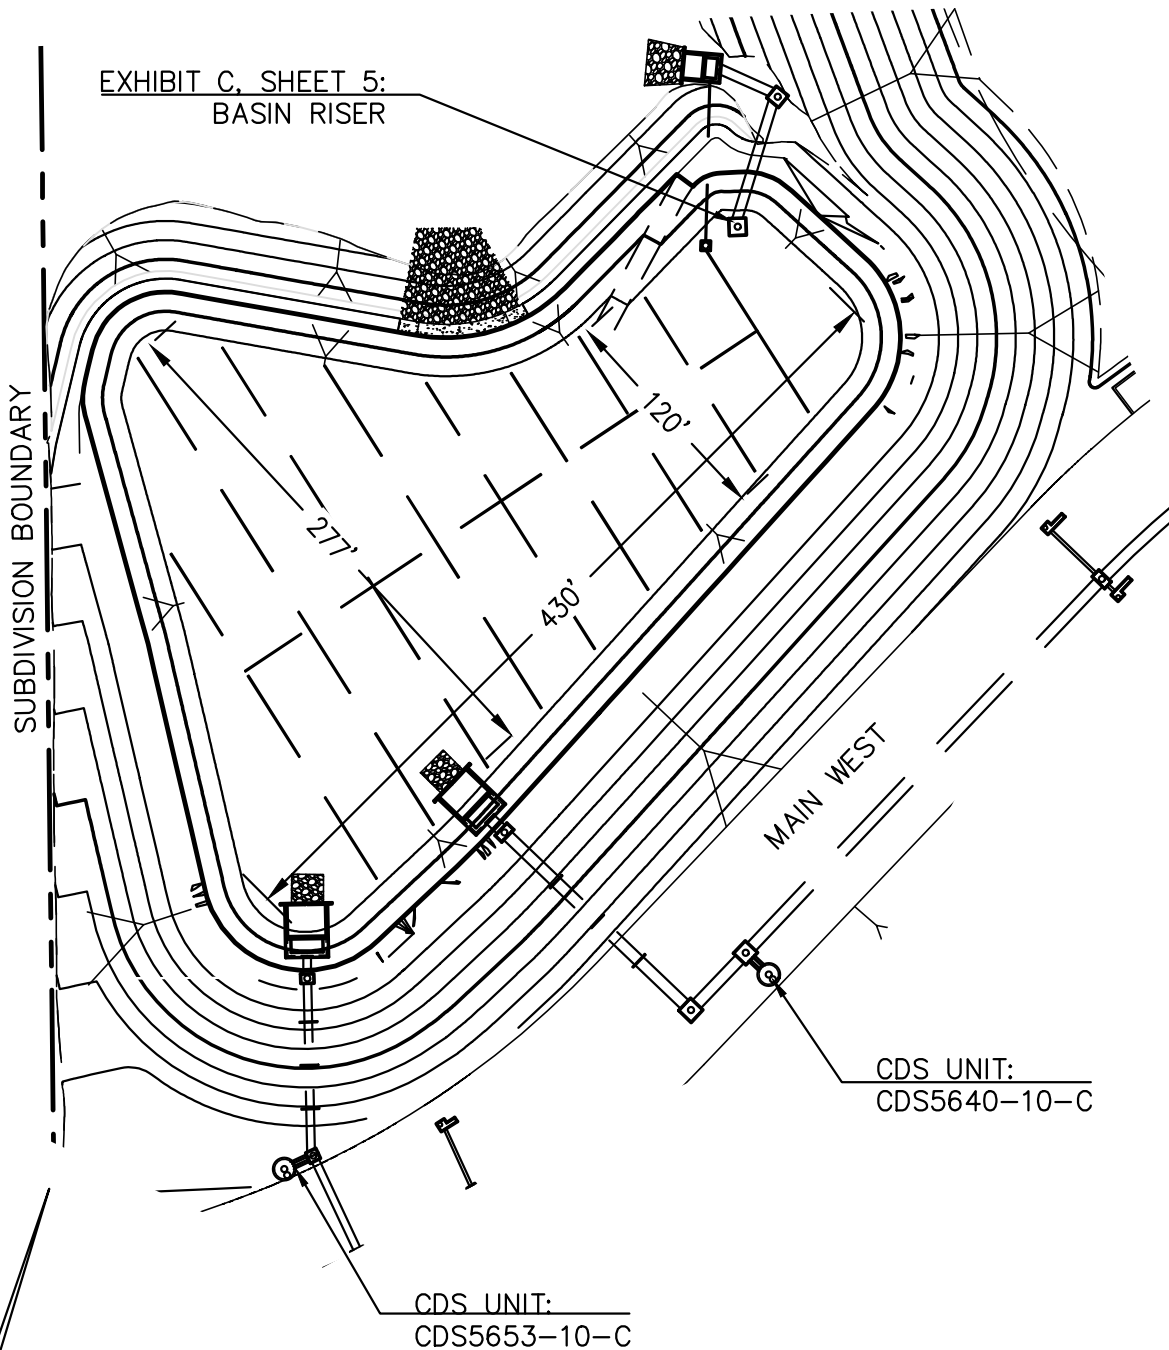 EXHIBIT C, SHEET 5:
BASIN RISER
SUBDIVISION BOUNDARY
120'
277'
430'
MAIN WEST
CDS UNIT:
CDS5640-10-C
CDS UNIT:
CDS5653-10-C